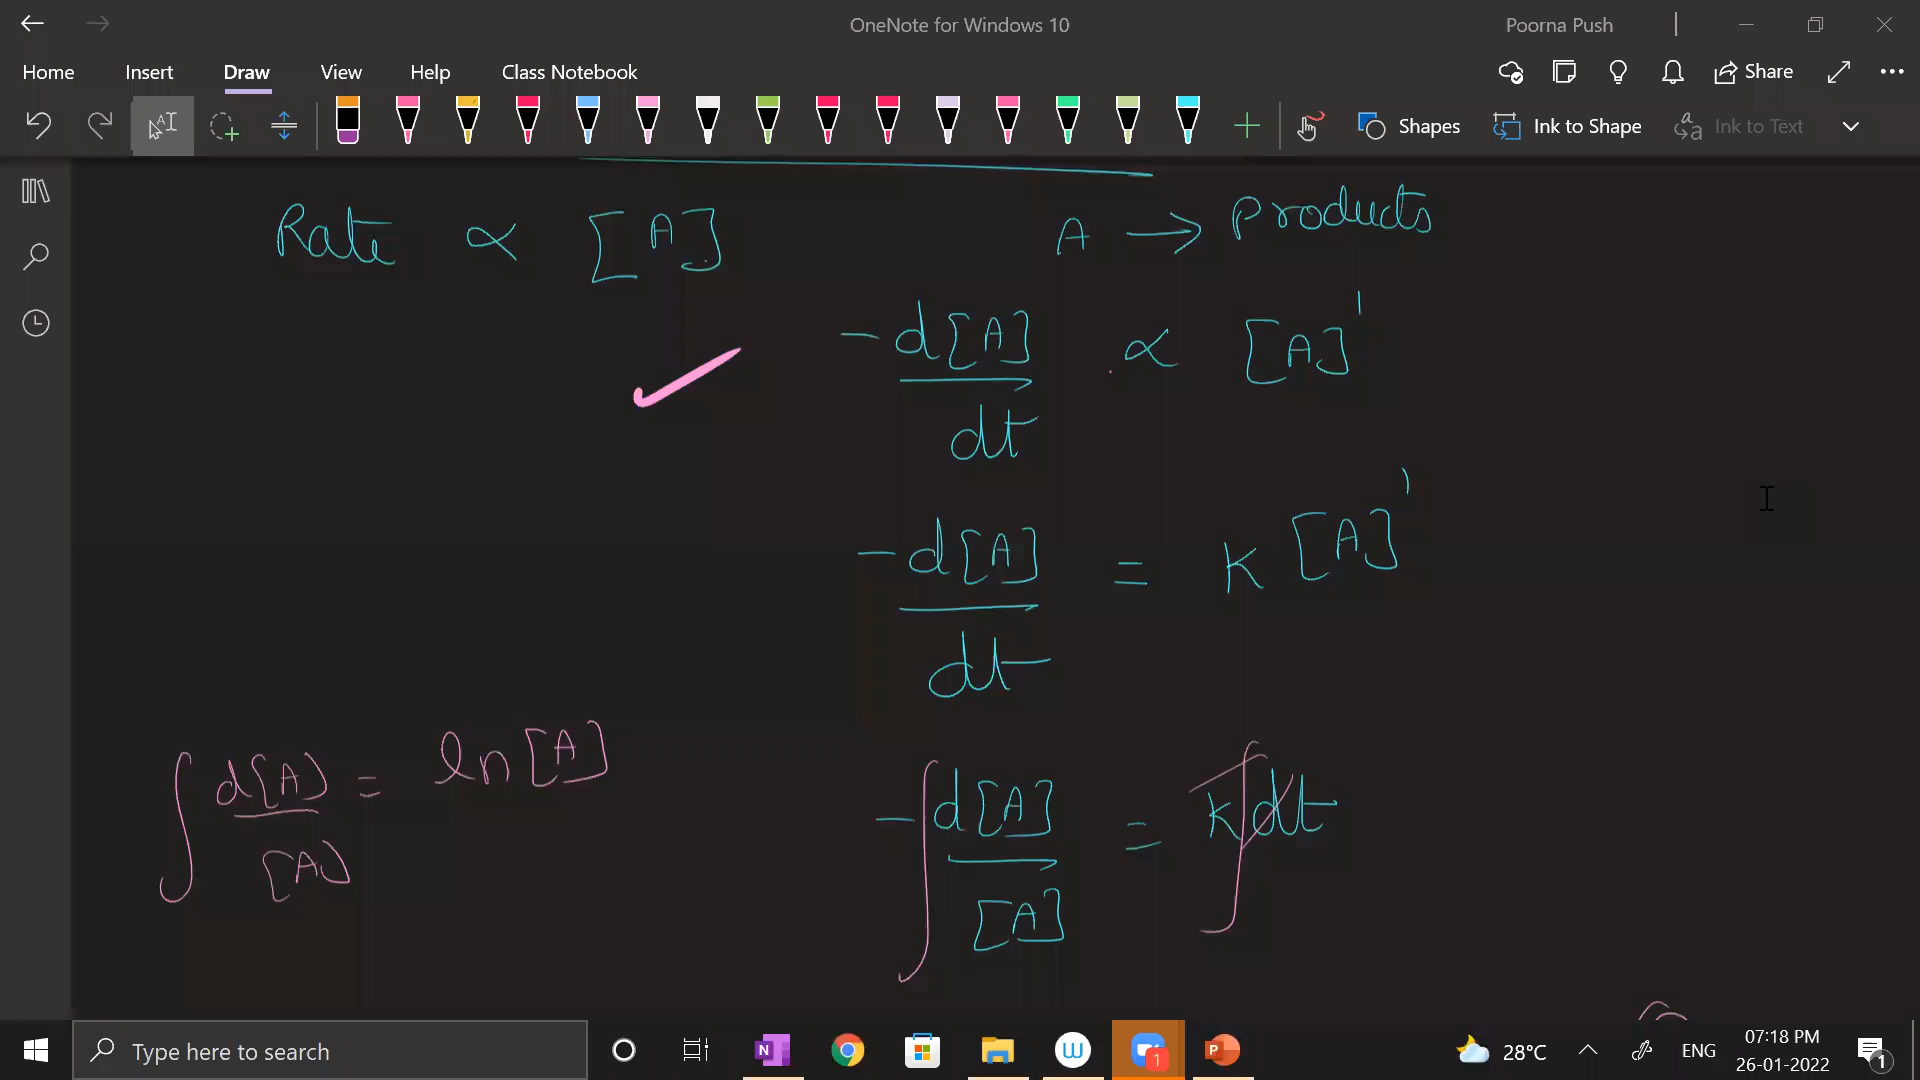 OneNote for Windows 10 Poorna Push
Home Insert Draw View Help Class Notebook Share
Shapes Ink to Shape Ink to Text
Rate ∝ [A] A → Products
-d[A]/dt ∝ [A]¹
-d[A]/dt = k [A]¹
∫ d[A]/[A] = ln [A]
-∫ d[A]/[A] = k ∫ dt
Type here to search 1 28°C ENG 07:18 PM 1
26-01-2022